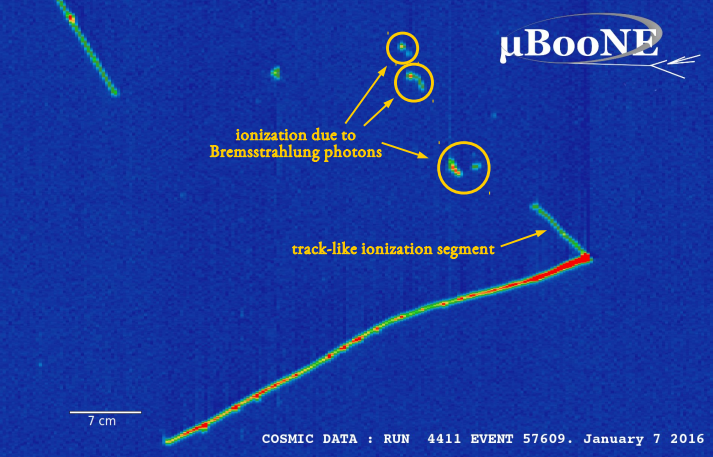 µBooNE
ionization due to
Bremsstrahlung photons
track-like ionization segment
7 cm
COSMIC DATA : RUN 4411 EVENT 57609. January 7 2016